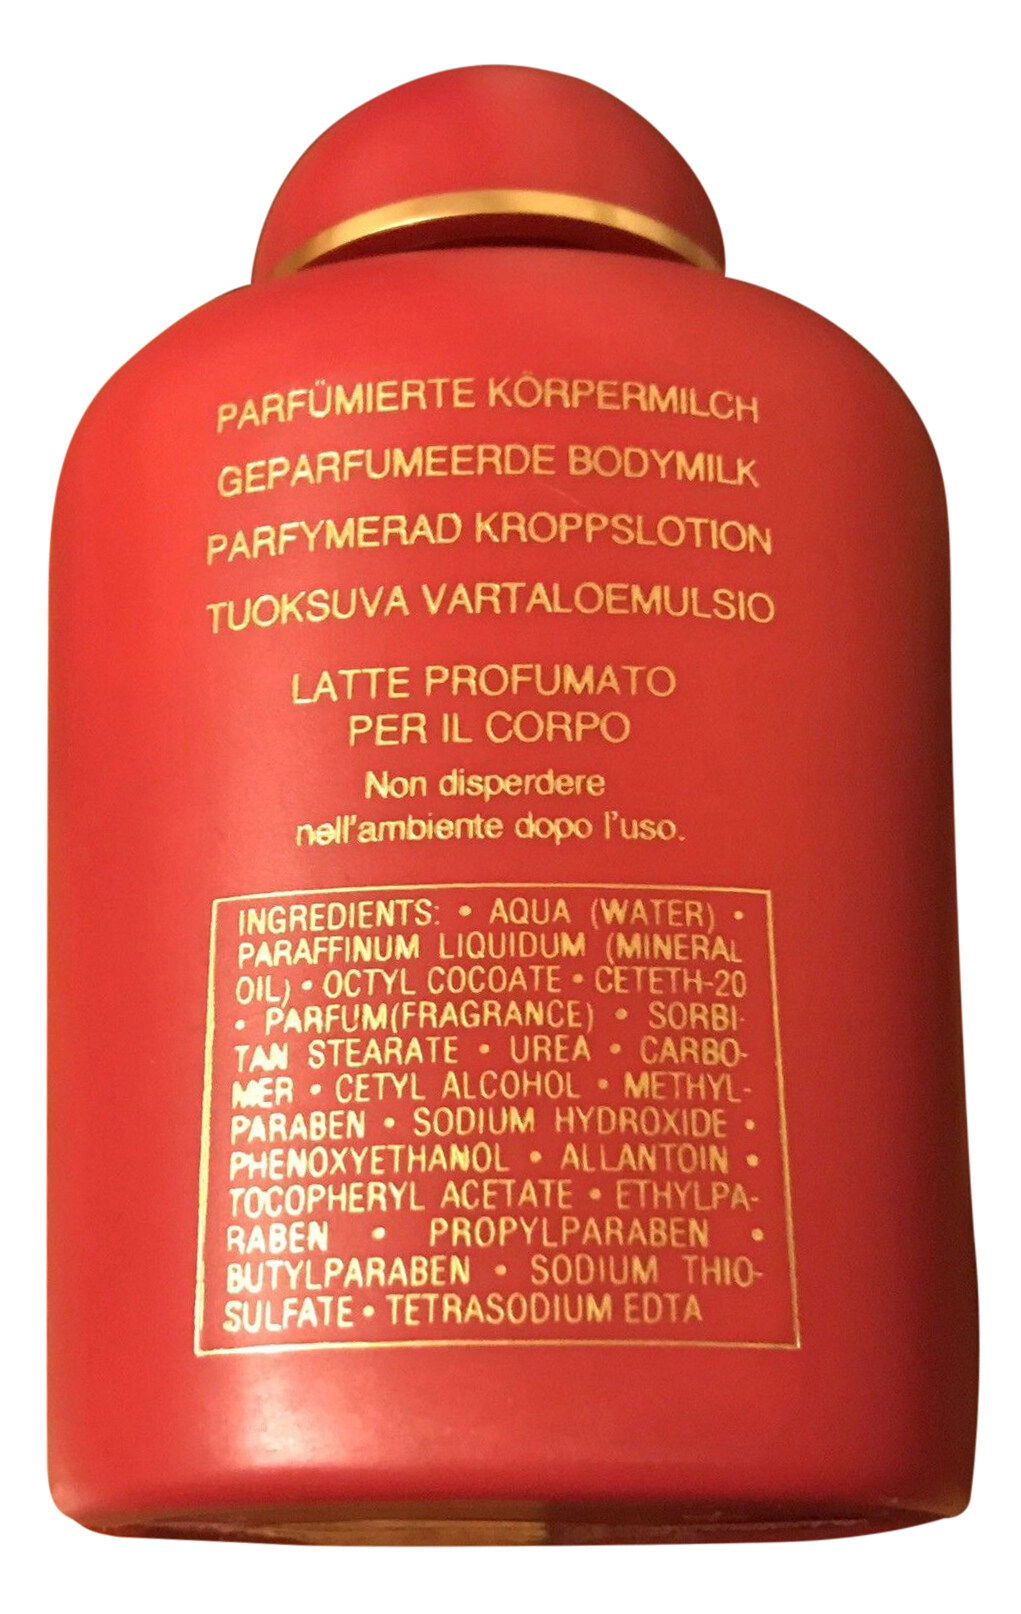 PARFÜMIERTE KÖRPERMILCH
GEPARFUMEERDE BODYMILK
PARFYMERAD KROPPSLOTION
TUOKSUVA VARTALOEMULSIO
LATTE PROFUMATO
PER IL CORPO
Non disperdere
nell'ambiente dopo l'uso.
INGREDIENTS: • AQUA (WATER) •
PARAFFINUM LIQUIDUM (MINERAL
OIL) • OCTYL COCOATE • CETETH-20
• PARFUM(FRAGRANCE) • SORBI-
TAN STEARATE • UREA • CARBO-
MER • CETYL ALCOHOL • METHYL-
PARABEN • SODIUM HYDROXIDE •
PHENOXYETHANOL • ALLANTOIN •
TOCOPHERYL ACETATE • ETHYLPA-
RABEN • PROPYLPARABEN •
BUTYLPARABEN • SODIUM THIO-
SULFATE • TETRASODIUM EDTA